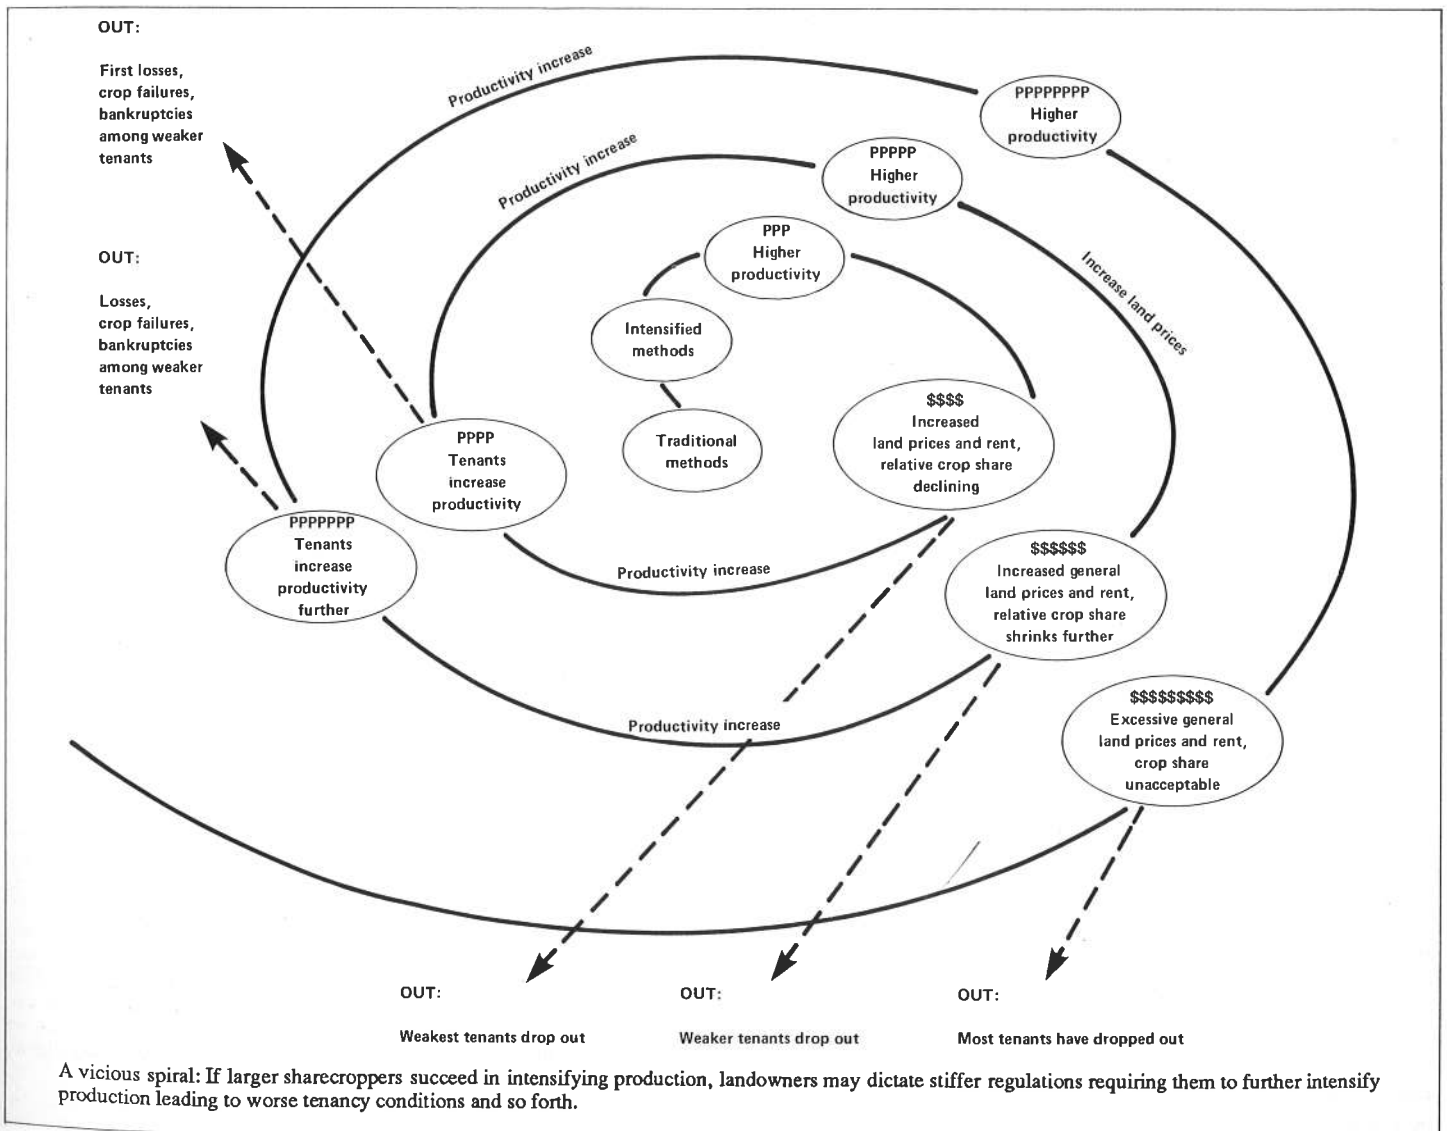 OUT:
First losses,
crop failures,
bankruptcies
among weaker
tenants
OUT:
Losses,
crop failures,
bankruptcies
among weaker
tenants
Productivity increase
PPPPPPPP
Higher
productivity
Productivity increase
PPPPP
Higher
productivity
PPP
Higher
productivity
Increase land prices
Intensified
methods
Traditional
methods
$$$$
Increased
land prices and rent,
relative crop share
declining
PPPP
Tenants
increase
productivity
PPPPPPP
Tenants
increase
productivity
further
Productivity increase
$$$$$$
Increased general
land prices and rent,
relative crop share
shrinks further
Productivity increase
$$$$$$$$$
Excessive general
land prices and rent,
crop share
unacceptable
OUT:
Weakest tenants drop out
OUT:
Weaker tenants drop out
OUT:
Most tenants have dropped out
A vicious spiral: If larger sharecroppers succeed in intensifying production, landowners may dictate stiffer regulations requiring them to further intensify
production leading to worse tenancy conditions and so forth.